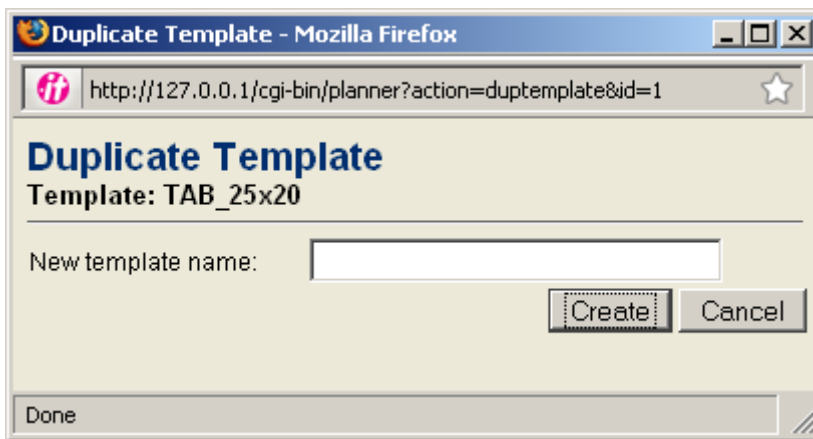 Duplicate Template - Mozilla Firefox
http://127.0.0.1/cgi-bin/planner?action=duptemplate&id=1
Duplicate Template
Template: TAB_25x20
New template name:
Create Cancel
Done